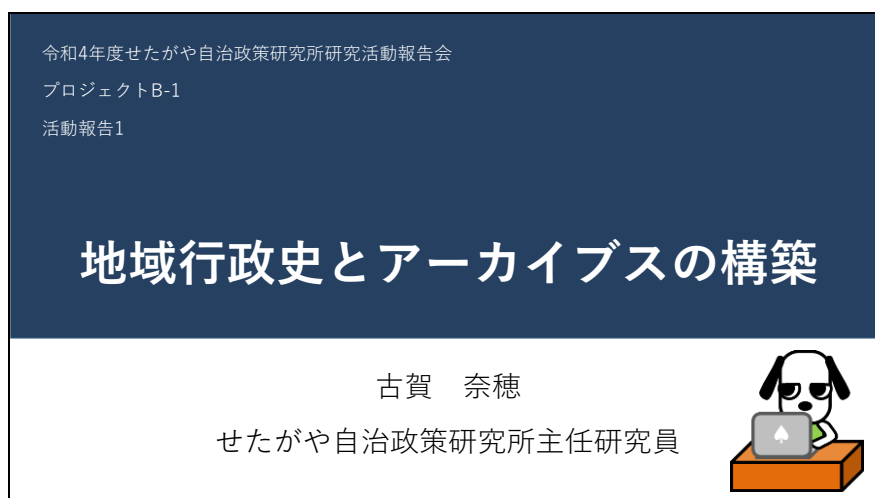 令和4年度せたがや自治政策研究所研究活動報告会
プロジェクトB-1
活動報告1
地域行政史とアーカイブスの構築
古賀　奈穂
せたがや自治政策研究所主任研究員